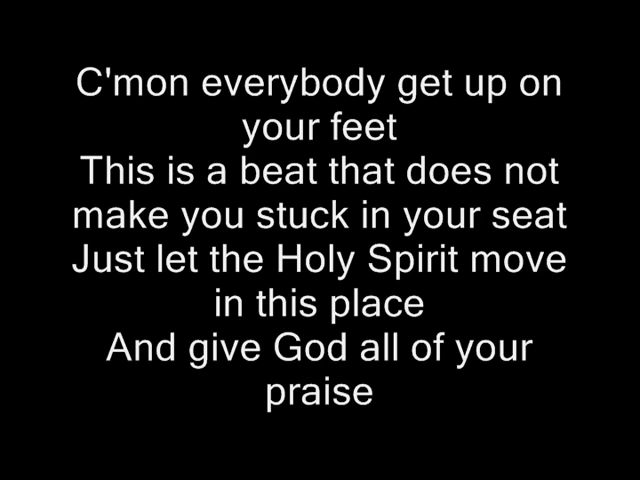 C'mon everybody get up on
your feet
This is a beat that does not
make you stuck in your seat
Just let the Holy Spirit move
in this place
And give God all of your
praise